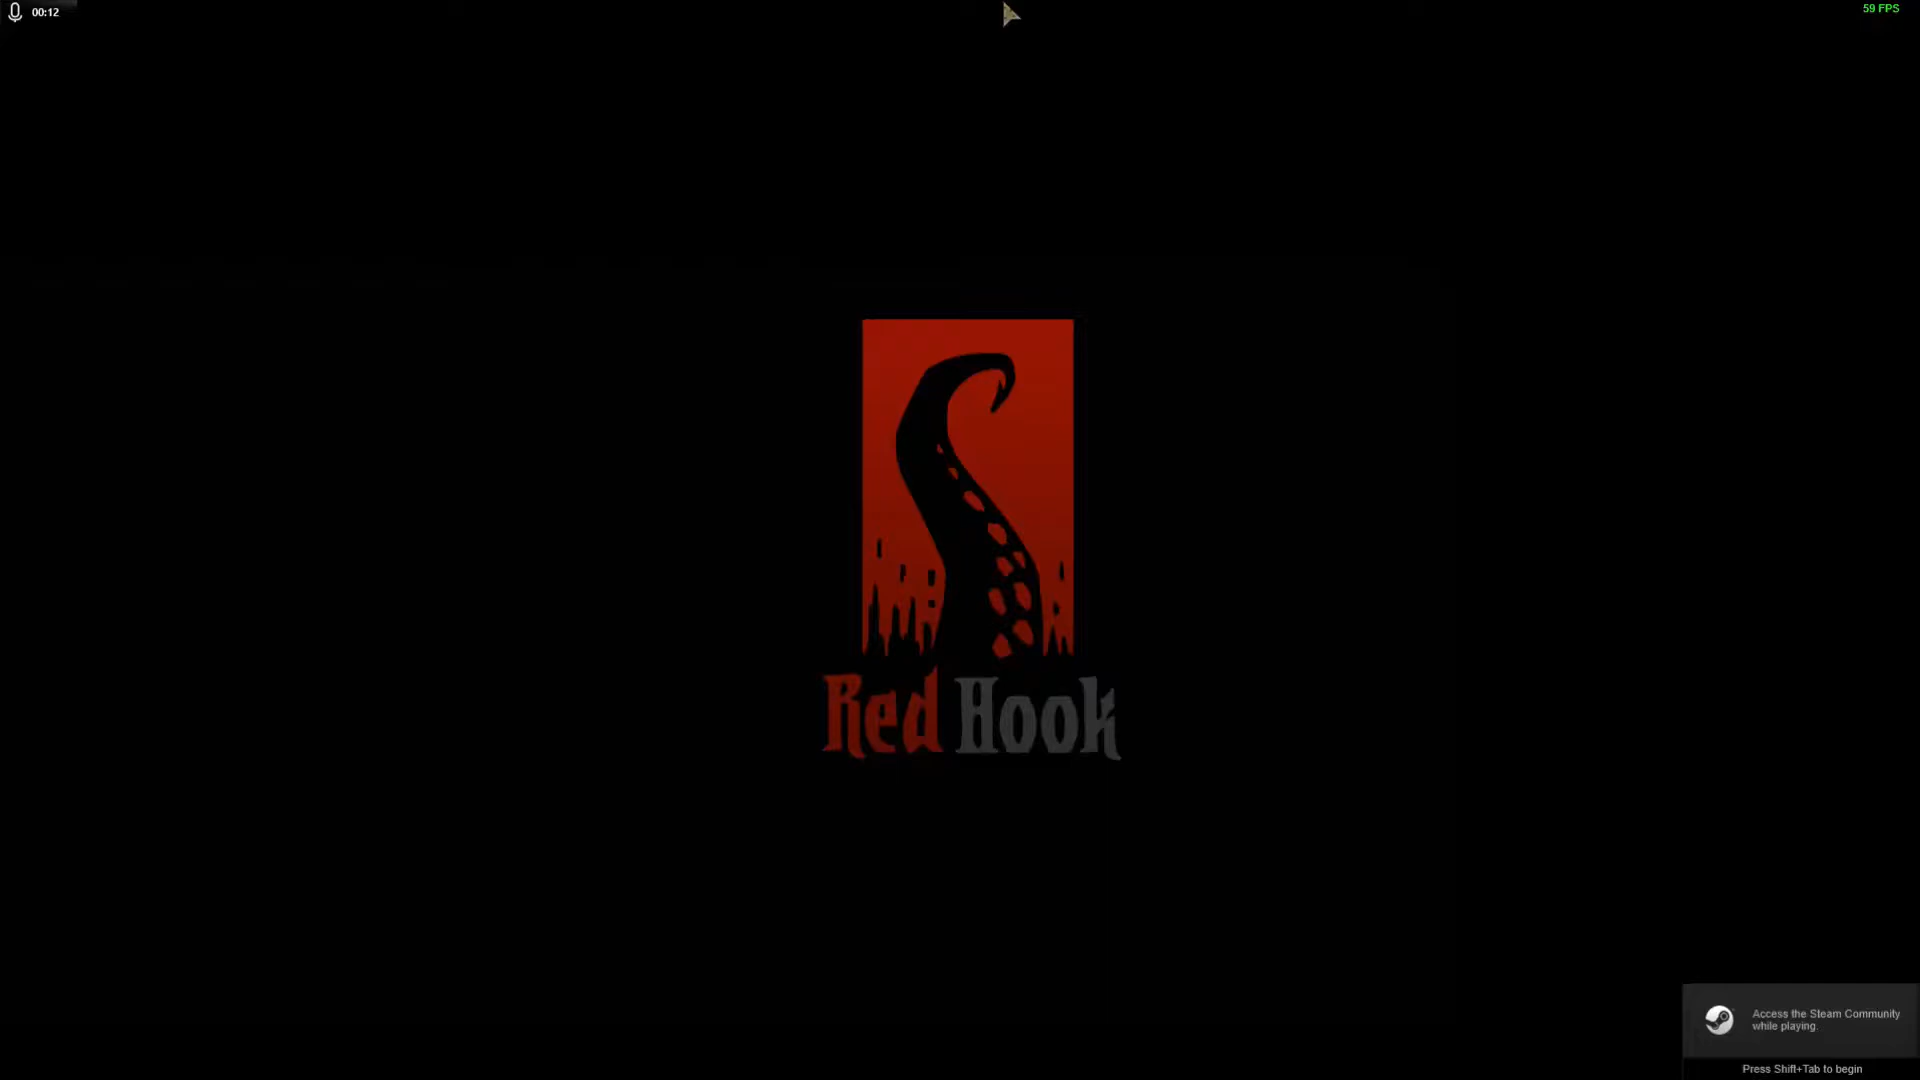 00:12
59 FPS
Red Hook
Access the Steam Community
while playing.
Press Shift+Tab to begin